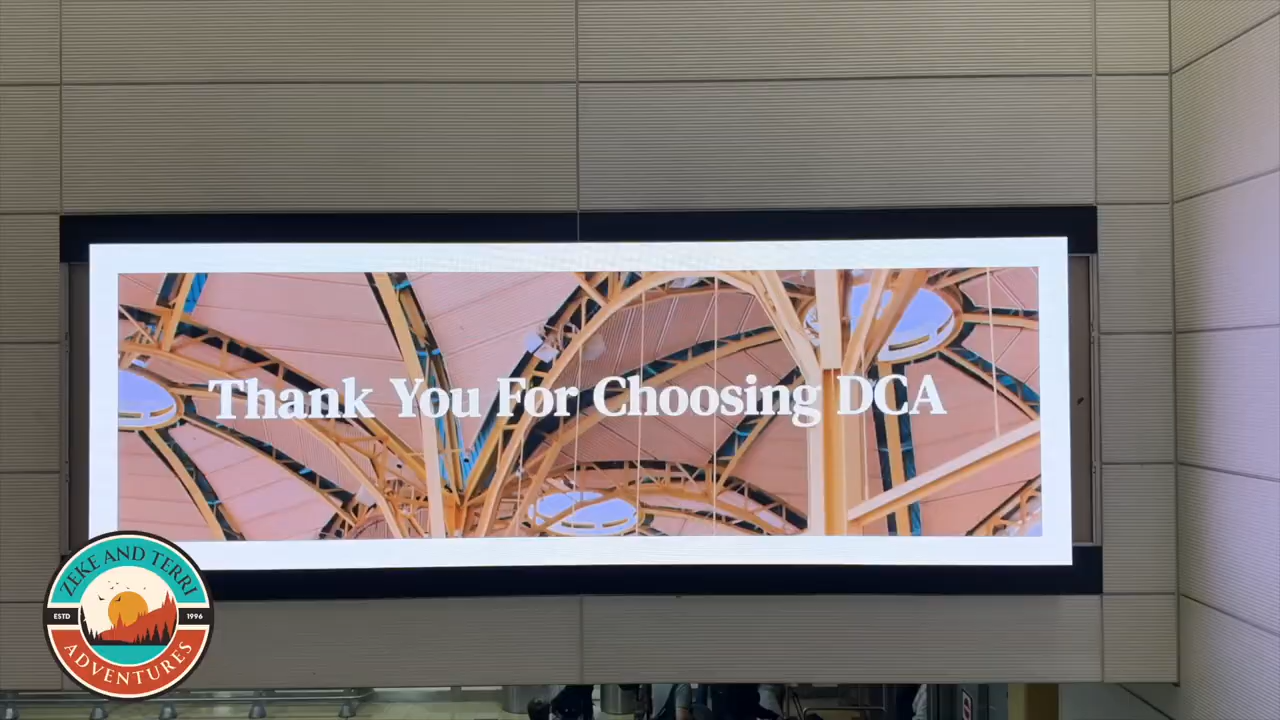 Thank You For Choosing DCA
ZEKE AND TERRI
ESTD 1996
ADVENTURES